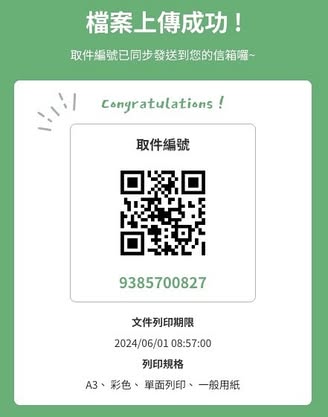 檔案上傳成功！
取件編號已同步發送到您的信箱囉~
Congratulations！
取件編號
9385700827
文件列印期限
2024/06/01 08:57:00
列印規格
A3、 彩色、 單面列印、 一般用紙